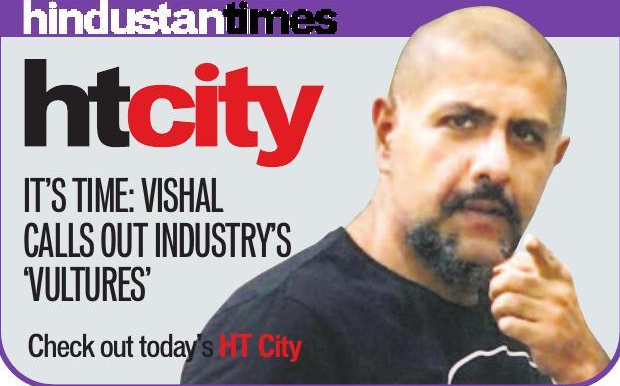 hindustantimes
htcity
IT'S TIME: VISHAL
CALLS OUT INDUSTRY'S
‘VULTURES’
Check out today's HT City